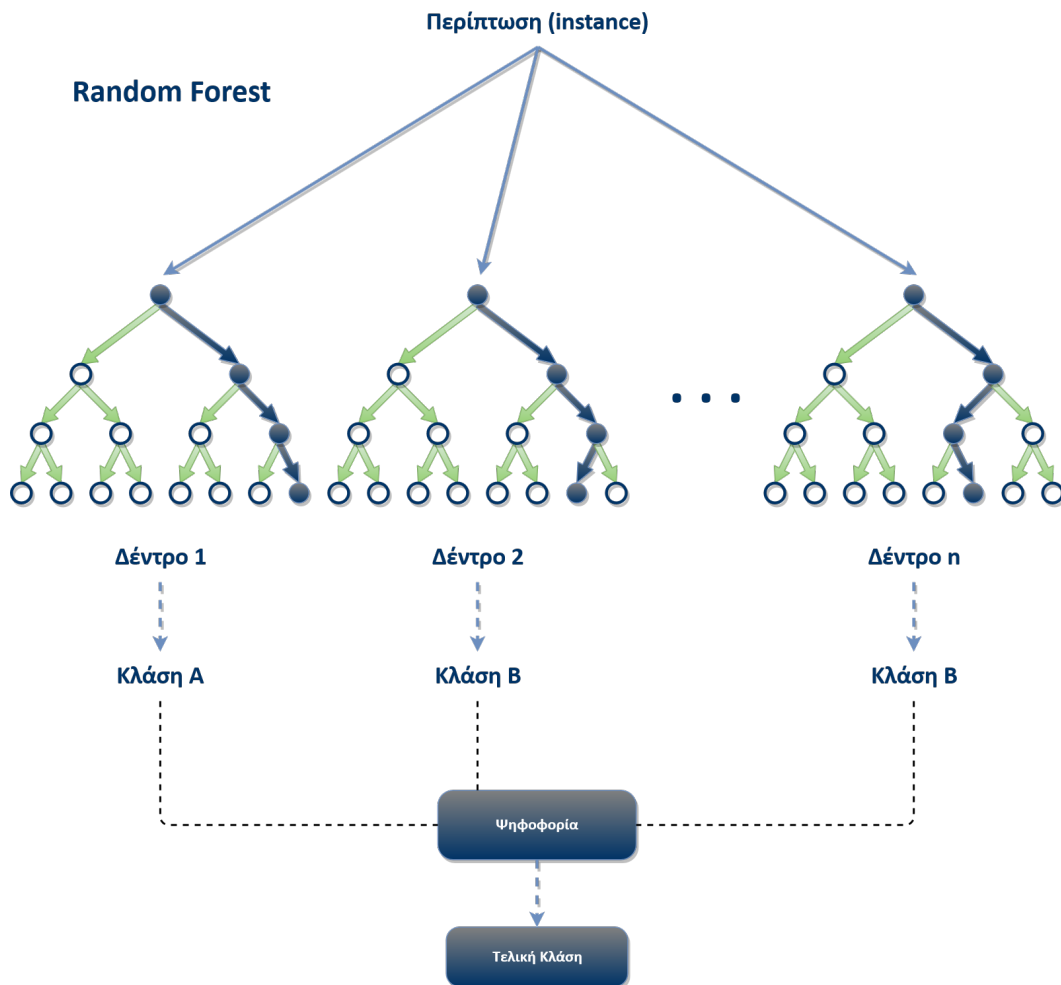 Περίπτωση (instance)
Random Forest
. . .
Δέντρο 1
Δέντρο 2
Δέντρο n
Κλάση A
Κλάση B
Κλάση B
Ψηφοφορία
Τελική Κλάση